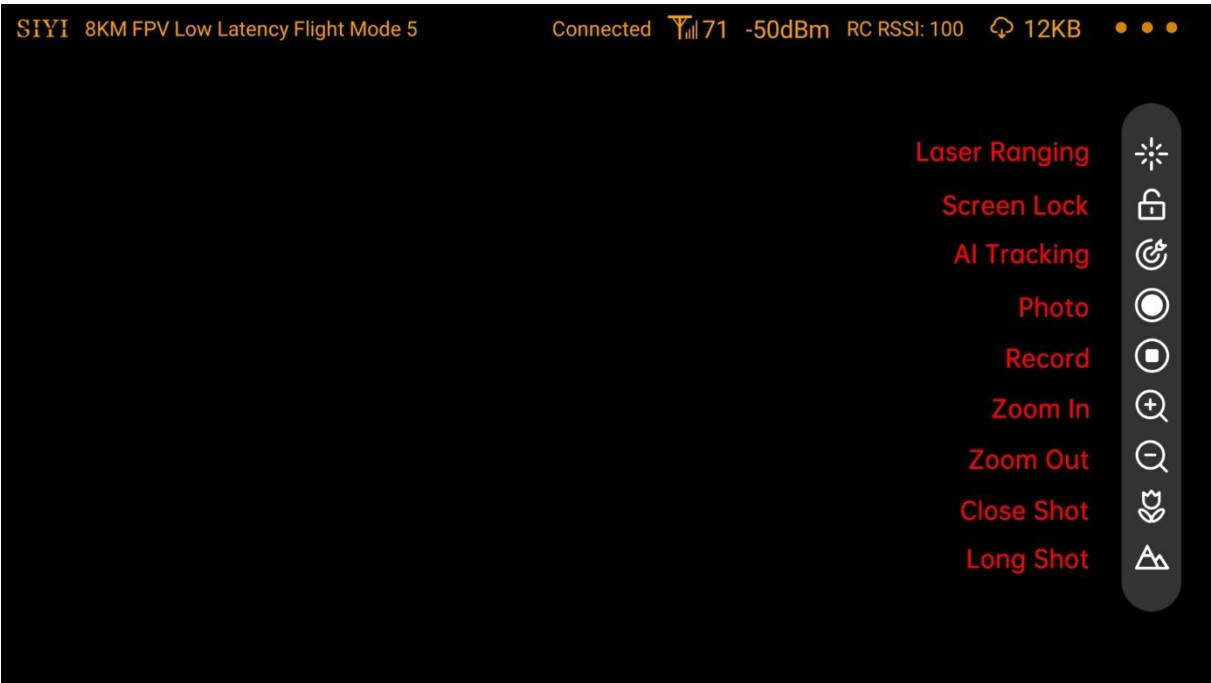 SIYI 8KM FPV Low Latency Flight Mode 5 Connected 71 -50dBm RC RSSI: 100 12KB
Laser Ranging
Screen Lock
AI Tracking
Photo
Record
Zoom In
Zoom Out
Close Shot
Long Shot